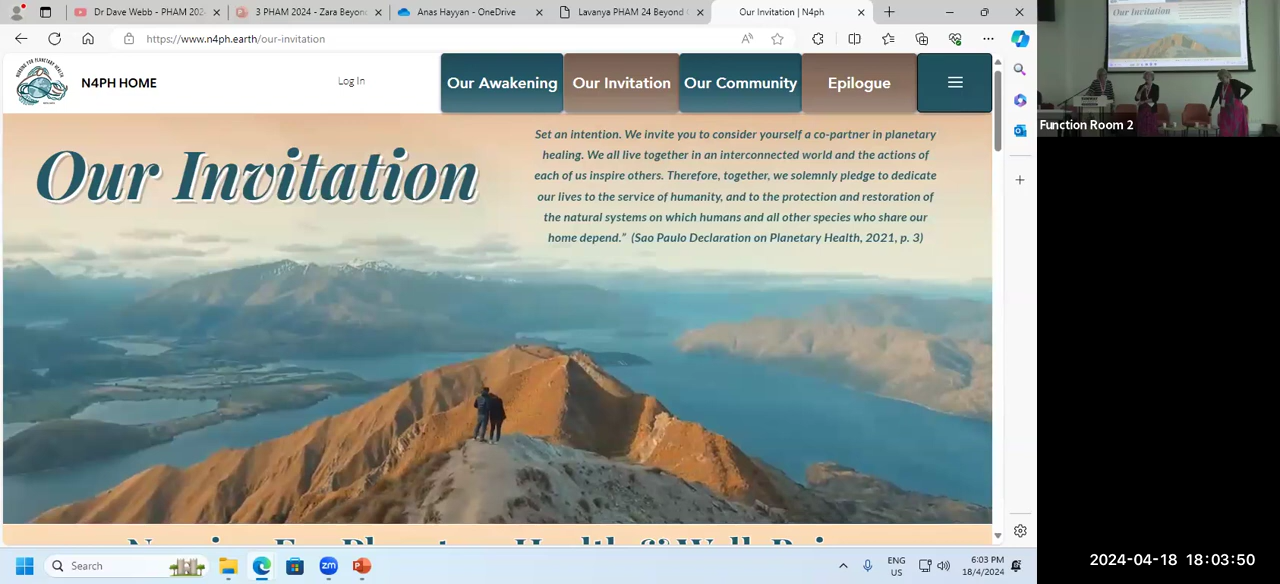 Dr Dave Webb - PHAM 202
3 PHAM 2024 - Zara Beyon
Anas Hayyan - OneDrive
Lavanya PHAM 24 Beyond
Our Invitation | N4ph
https://www.n4ph.earth/our-invitation
N4PH HOME
Log In
Our Awakening
Our Invitation
Our Community
Epilogue
Our Invitation
Set an intention. We invite you to consider yourself a co-partner in planetary
healing. We all live together in an interconnected world and the actions of
each of us inspire others. Therefore, together, we solemnly pledge to dedicate
our lives to the service of humanity, and to the protection and restoration of
the natural systems on which humans and all other species who share our
home depend." (Sao Paulo Declaration on Planetary Health, 2021, p. 3)
Our Invitation
Function Room 2
Search
ENG
US
6:03 PM
18/4/2024
2024-04-18 18:03:50